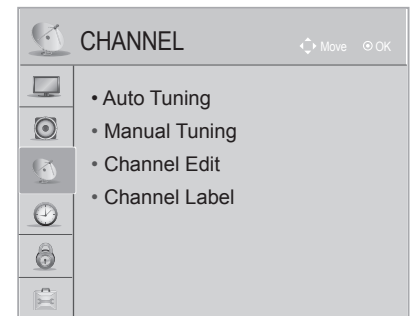 CHANNEL
Move OK
• Auto Tuning
• Manual Tuning
• Channel Edit
• Channel Label